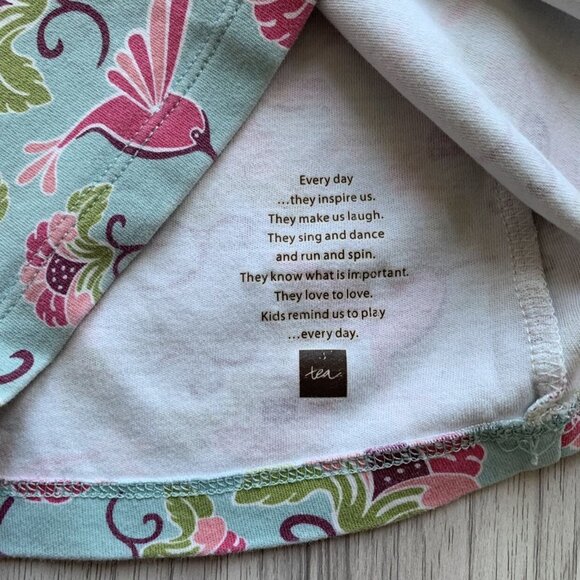 Every day
...they inspire us.
They make us laugh.
They sing and dance
and run and spin.
They know what is important.
They love to love.
Kids remind us to play
...every day.
tea